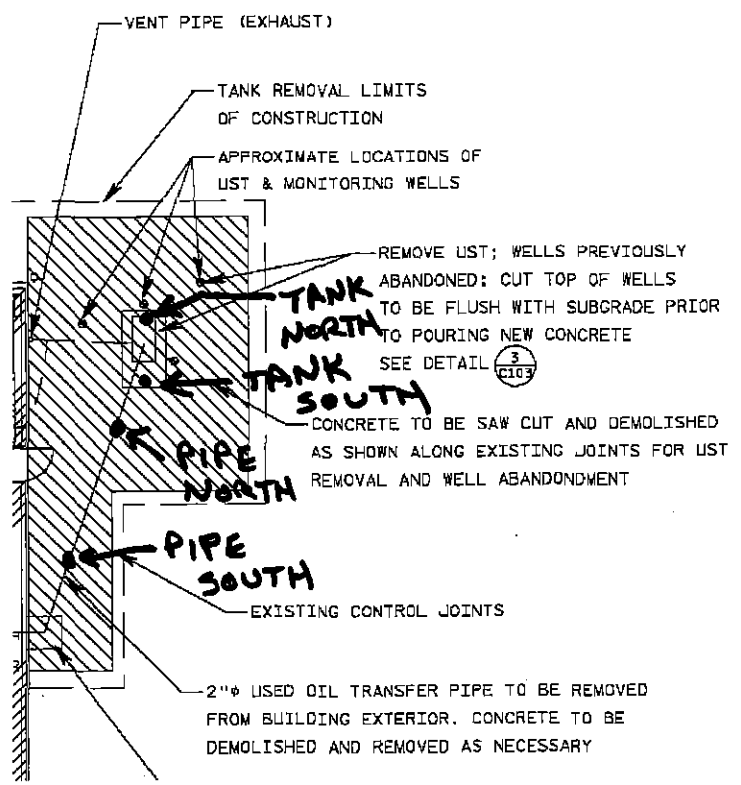 VENT PIPE (EXHAUST)
TANK REMOVAL LIMITS
OF CONSTRUCTION
APPROXIMATE LOCATIONS OF
UST & MONITORING WELLS
REMOVE UST; WELLS PREVIOUSLY
ABANDONED; CUT TOP OF WELLS
TO BE FLUSH WITH SUBGRADE PRIOR
TO POURING NEW CONCRETE
SEE DETAIL 3
C103
TANK
NORTH
TANK
SOUTH
CONCRETE TO BE SAW CUT AND DEMOLISHED
AS SHOWN ALONG EXISTING JOINTS FOR UST
REMOVAL AND WELL ABANDONDMENT
PIPE
NORTH
PIPE
SOUTH
EXISTING CONTROL JOINTS
2"φ USED OIL TRANSFER PIPE TO BE REMOVED
FROM BUILDING EXTERIOR. CONCRETE TO BE
DEMOLISHED AND REMOVED AS NECESSARY